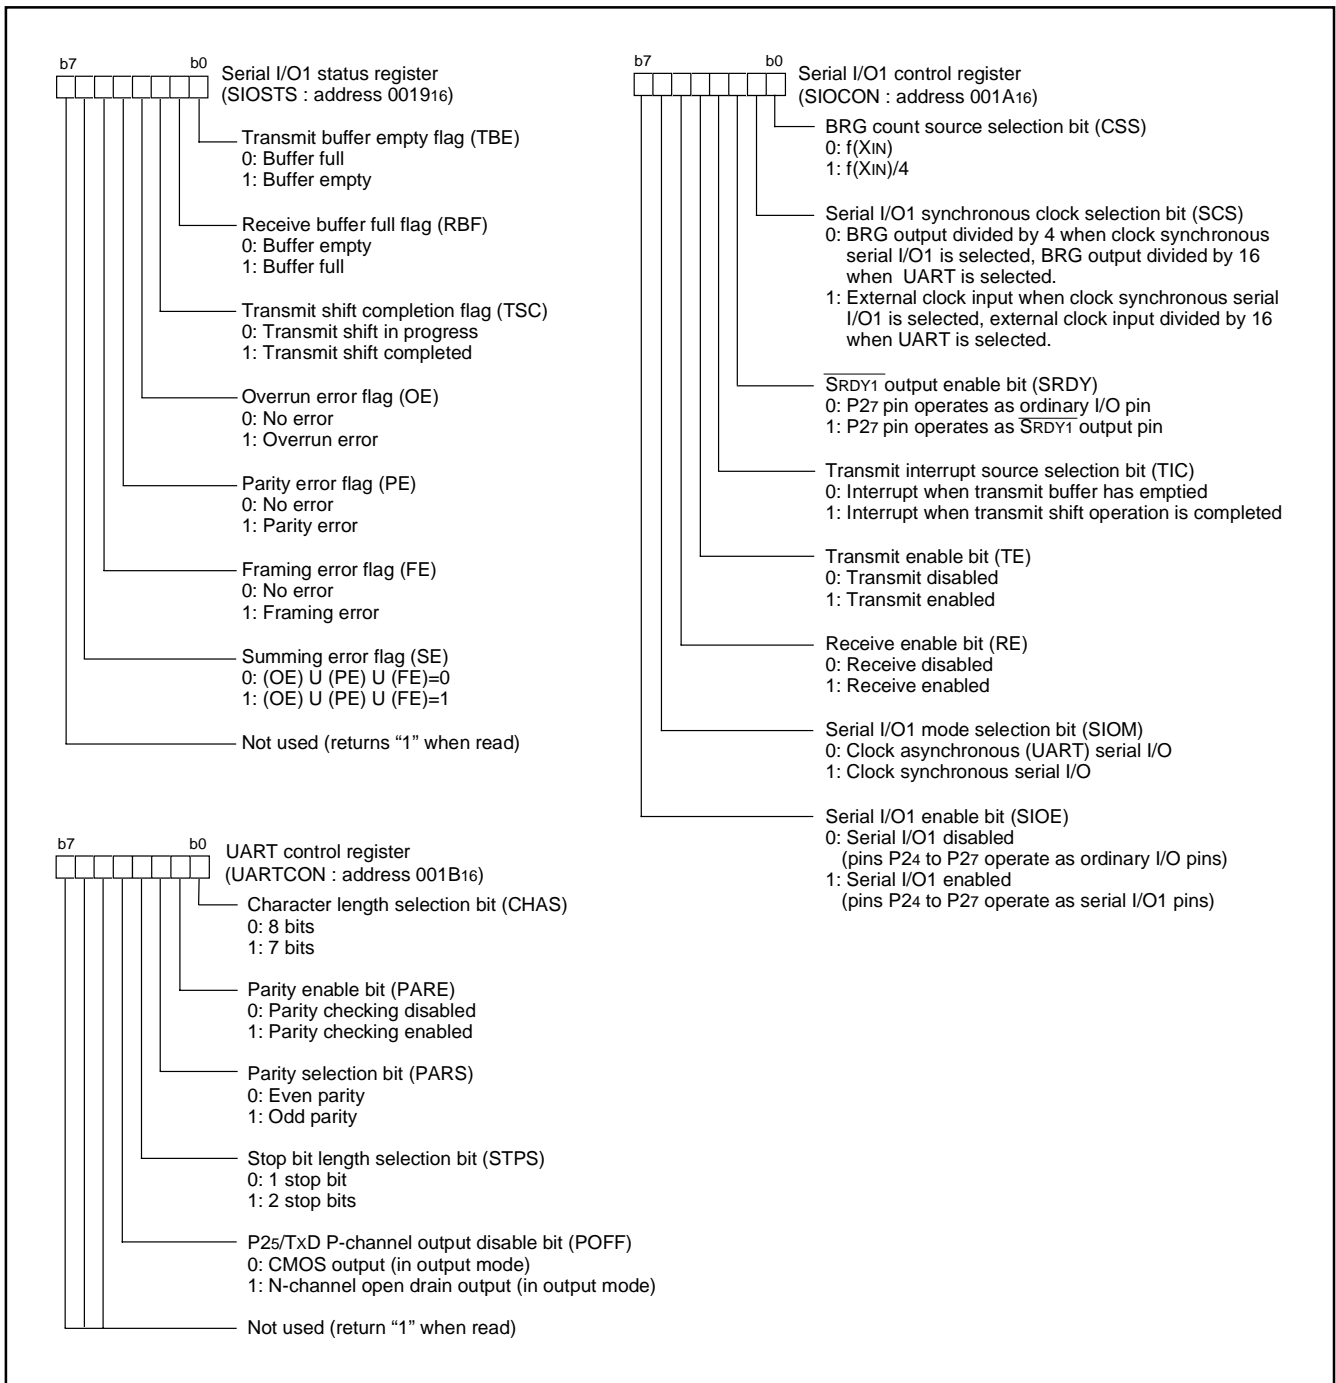 b7 b0
Serial I/O1 status register
(SIOSTS : address 001916)
Transmit buffer empty flag (TBE)
0: Buffer full
1: Buffer empty
Receive buffer full flag (RBF)
0: Buffer empty
1: Buffer full
Transmit shift completion flag (TSC)
0: Transmit shift in progress
1: Transmit shift completed
Overrun error flag (OE)
0: No error
1: Overrun error
Parity error flag (PE)
0: No error
1: Parity error
Framing error flag (FE)
0: No error
1: Framing error
Summing error flag (SE)
0: (OE) U (PE) U (FE)=0
1: (OE) U (PE) U (FE)=1
Not used (returns “1” when read)
b7 b0
UART control register
(UARTCON : address 001B16)
Character length selection bit (CHAS)
0: 8 bits
1: 7 bits
Parity enable bit (PARE)
0: Parity checking disabled
1: Parity checking enabled
Parity selection bit (PARS)
0: Even parity
1: Odd parity
Stop bit length selection bit (STPS)
0: 1 stop bit
1: 2 stop bits
P25/TXD P-channel output disable bit (POFF)
0: CMOS output (in output mode)
1: N-channel open drain output (in output mode)
Not used (return “1” when read)
b7 b0
Serial I/O1 control register
(SIOCON : address 001A16)
BRG count source selection bit (CSS)
0: f(XIN)
1: f(XIN)/4
Serial I/O1 synchronous clock selection bit (SCS)
0: BRG output divided by 4 when clock synchronous
serial I/O1 is selected, BRG output divided by 16
when UART is selected.
1: External clock input when clock synchronous serial
I/O1 is selected, external clock input divided by 16
when UART is selected.
SRDY1 output enable bit (SRDY)
0: P27 pin operates as ordinary I/O pin
1: P27 pin operates as SRDY1 output pin
Transmit interrupt source selection bit (TIC)
0: Interrupt when transmit buffer has emptied
1: Interrupt when transmit shift operation is completed
Transmit enable bit (TE)
0: Transmit disabled
1: Transmit enabled
Receive enable bit (RE)
0: Receive disabled
1: Receive enabled
Serial I/O1 mode selection bit (SIOM)
0: Clock asynchronous (UART) serial I/O
1: Clock synchronous serial I/O
Serial I/O1 enable bit (SIOE)
0: Serial I/O1 disabled
(pins P24 to P27 operate as ordinary I/O pins)
1: Serial I/O1 enabled
(pins P24 to P27 operate as serial I/O1 pins)